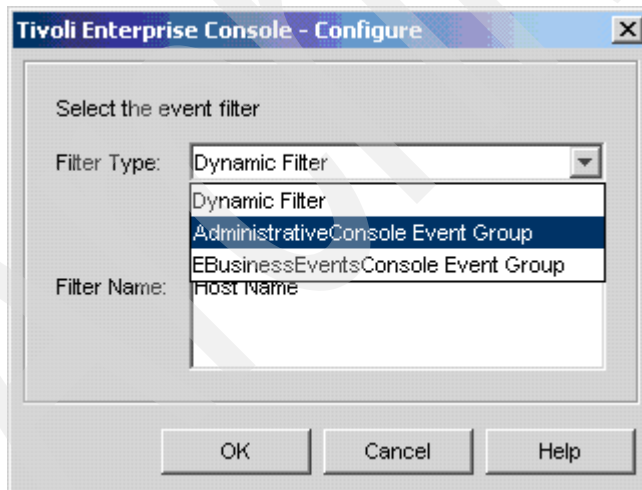 Tivoli Enterprise Console - Configure
Select the event filter
Filter Type: Dynamic Filter
Dynamic Filter
AdministrativeConsole Event Group
EBusinessEventsConsole Event Group
Filter Name: Host Name
OK Cancel Help